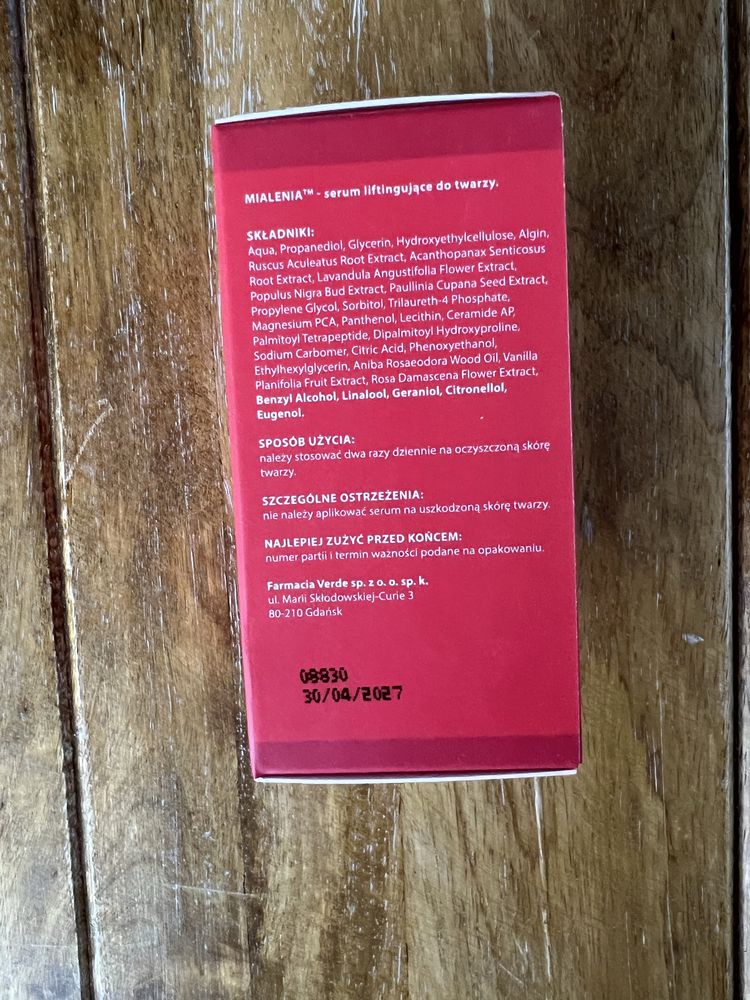 MIALENIA™ - serum liftingujące do twarzy.
SKŁADNIKI:
Aqua, Propanediol, Glycerin, Hydroxyethylcellulose, Algin,
Ruscus Aculeatus Root Extract, Acanthopanax Senticosus
Root Extract, Lavandula Angustifolia Flower Extract,
Populus Nigra Bud Extract, Paullinia Cupana Seed Extract,
Propylene Glycol, Sorbitol, Trilaureth-4 Phosphate,
Magnesium PCA, Panthenol, Lecithin, Ceramide AP,
Palmitoyl Tetrapeptide, Dipalmitoyl Hydroxyproline,
Sodium Carbomer, Citric Acid, Phenoxyethanol,
Ethylhexylglycerin, Aniba Rosaeodora Wood Oil, Vanilla
Planifolia Fruit Extract, Rosa Damascena Flower Extract,
Benzyl Alcohol, Linalool, Geraniol, Citronellol,
Eugenol.
SPOSÓB UŻYCIA:
należy stosować dwa razy dziennie na oczyszczoną skórę
twarzy.
SZCZEGÓLNE OSTRZEŻENIA:
nie należy aplikować serum na uszkodzoną skórę twarzy.
NAJLEPIEJ ZUŻYĆ PRZED KOŃCEM:
numer partii i termin ważności podane na opakowaniu.
Farmacia Verde sp. z o. o. sp. k.
ul. Marii Skłodowskiej-Curie 3
80-210 Gdańsk
08830
30/04/2027